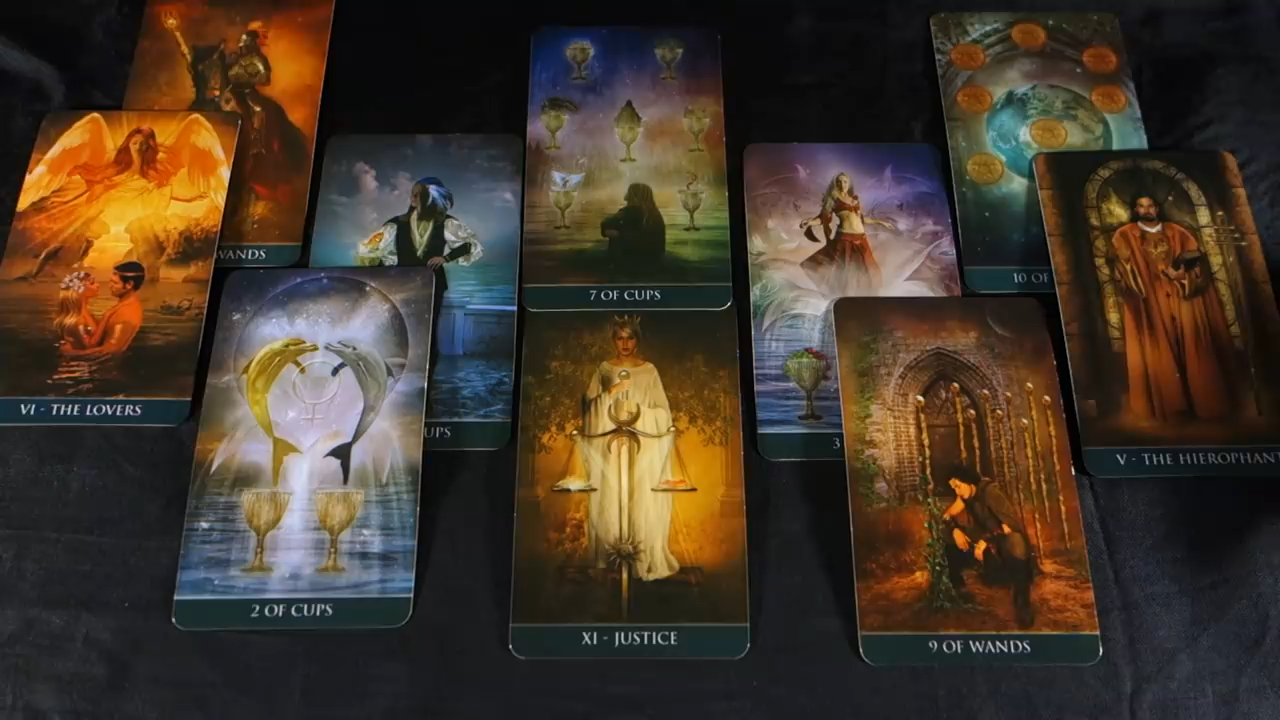 WANDS
7 OF CUPS
10 OF
VI - THE LOVERS
UPS
3
V - THE HIEROPHANT
2 OF CUPS
XI - JUSTICE
9 OF WANDS